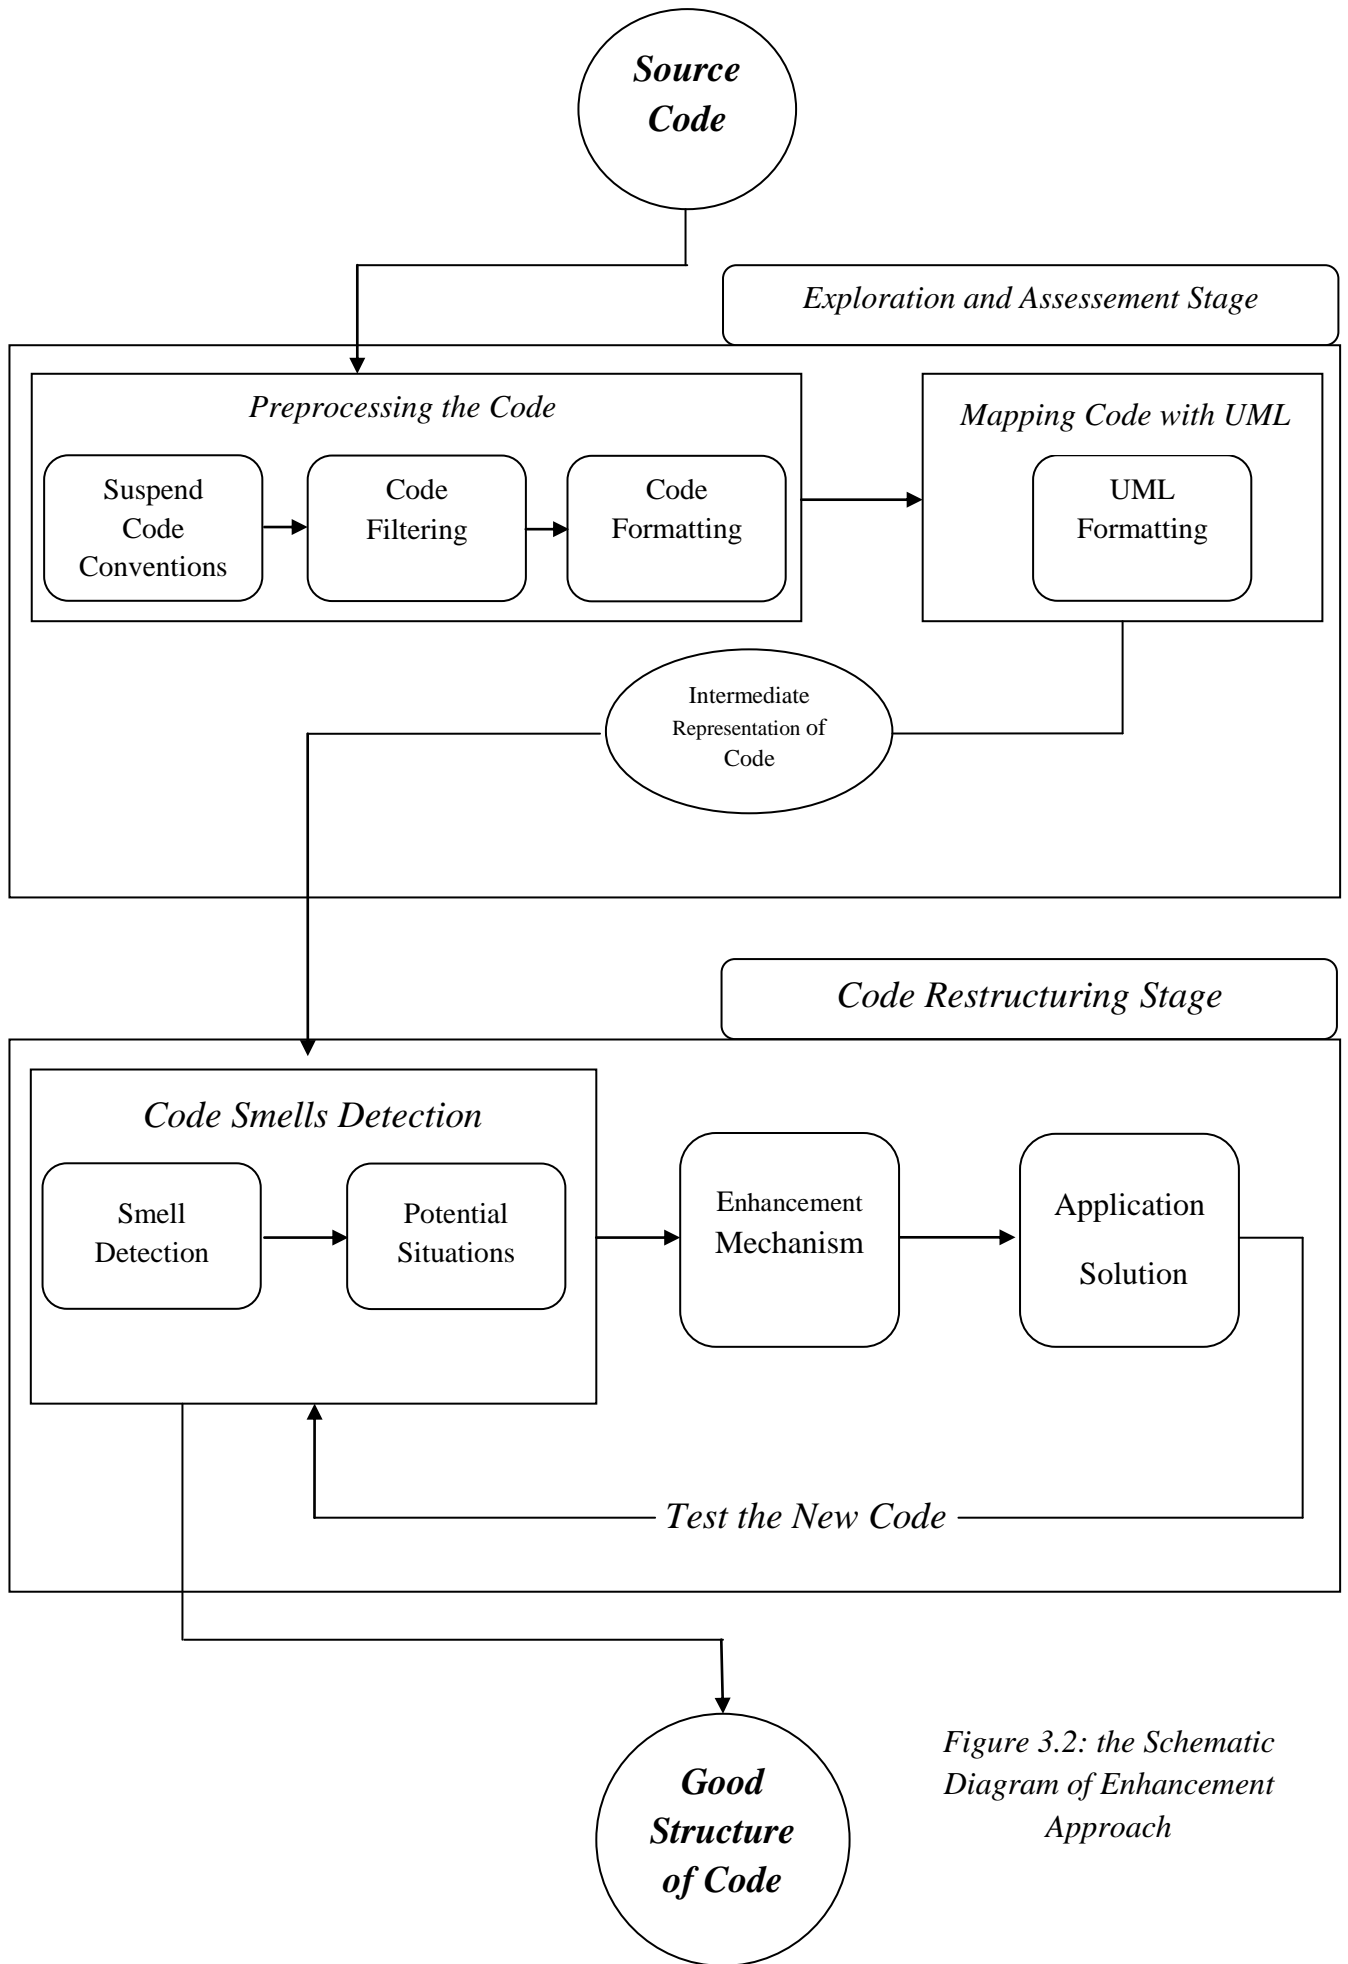 Source
Code
Exploration and Assessement Stage
Preprocessing the Code
Mapping Code with UML
Suspend
Code
Conventions
Code
Filtering
Code
Formatting
UML
Formatting
Intermediate
Representation of
Code
Code Restructuring Stage
Code Smells Detection
Smell
Detection
Potential
Situations
Enhancement
Mechanism
Application
Solution
Test the New Code
Good
Structure
of Code
Figure 3.2: the Schematic
Diagram of Enhancement
Approach